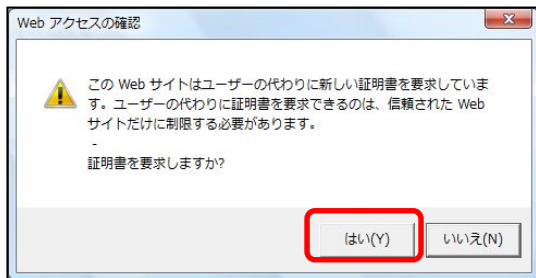 Web アクセスの確認
この Web サイトはユーザーの代わりに新しい証明書を要求していま
す。ユーザーの代わりに証明書を要求できるのは、信頼された Web
サイトだけに制限する必要があります。
-
証明書を要求しますか?
はい(Y)
いいえ(N)